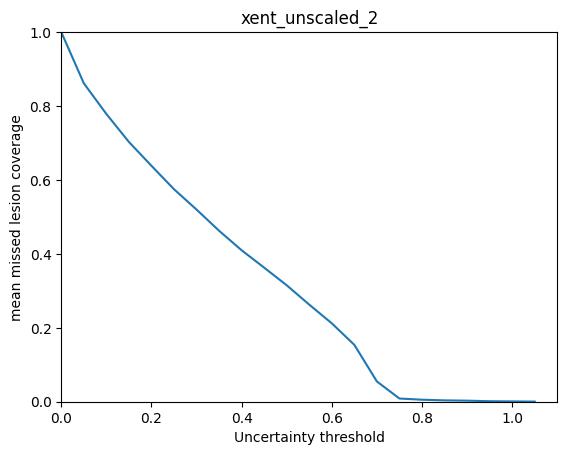 xent_unscaled_2
mean missed lesion coverage
1.0
0.8
0.6
0.4
0.2
0.0
0.0 0.2 0.4 0.6 0.8 1.0
Uncertainty threshold